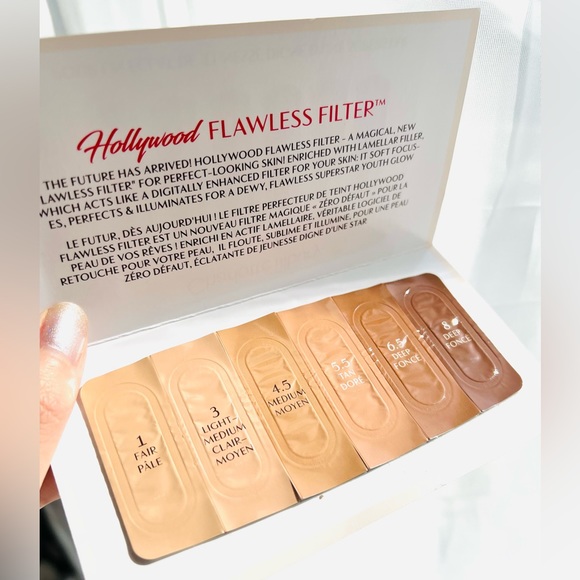 Hollywood FLAWLESS FILTER™
THE FUTURE HAS ARRIVED! HOLLYWOOD FLAWLESS FILTER - A MAGICAL, NEW
FLAWLESS FILTER" FOR PERFECT-LOOKING SKIN! ENRICHED WITH LAMELLAR FILLER,
WHICH ACTS LIKE A DIGITALLY ENHANCED FILTER FOR YOUR SKIN: IT SOFT FOCUS-
ES, PERFECTS & ILLUMINATES FOR A DEWY, FLAWLESS SUPERSTAR YOUTH GLOW
LE FUTUR, DÈS AUJOURD'HUI! LE FILTRE PERFECTEUR DE TEINT HOLLYWOOD
FLAWLESS FILTER EST UN NOUVEAU FILTRE MAGIQUE « ZÉRO DÉFAUT » POUR LA
PEAU DE VOS RÊVES! ENRICHI EN ACTIF LAMELLAIRE, VÉRITABLE LOGICIEL DE
RETOUCHE POUR VOTRE PEAU, IL FLOUTE, SUBLIME ET ILLUMINE, POUR UNE PEAU
ZÉRO DÉFAUT, ÉCLATANTE DE JEUNESSE DIGNE D'UNE STAR
1
FAIR
PÂLE
3
LIGHT-
MEDIUM
CLAIR-
MOYEN
4.5
MEDIUM
MOYEN
5.5
TAN
DORÉ
6.5
DEEP
FONCÉ
8
DEEP
FONCÉ